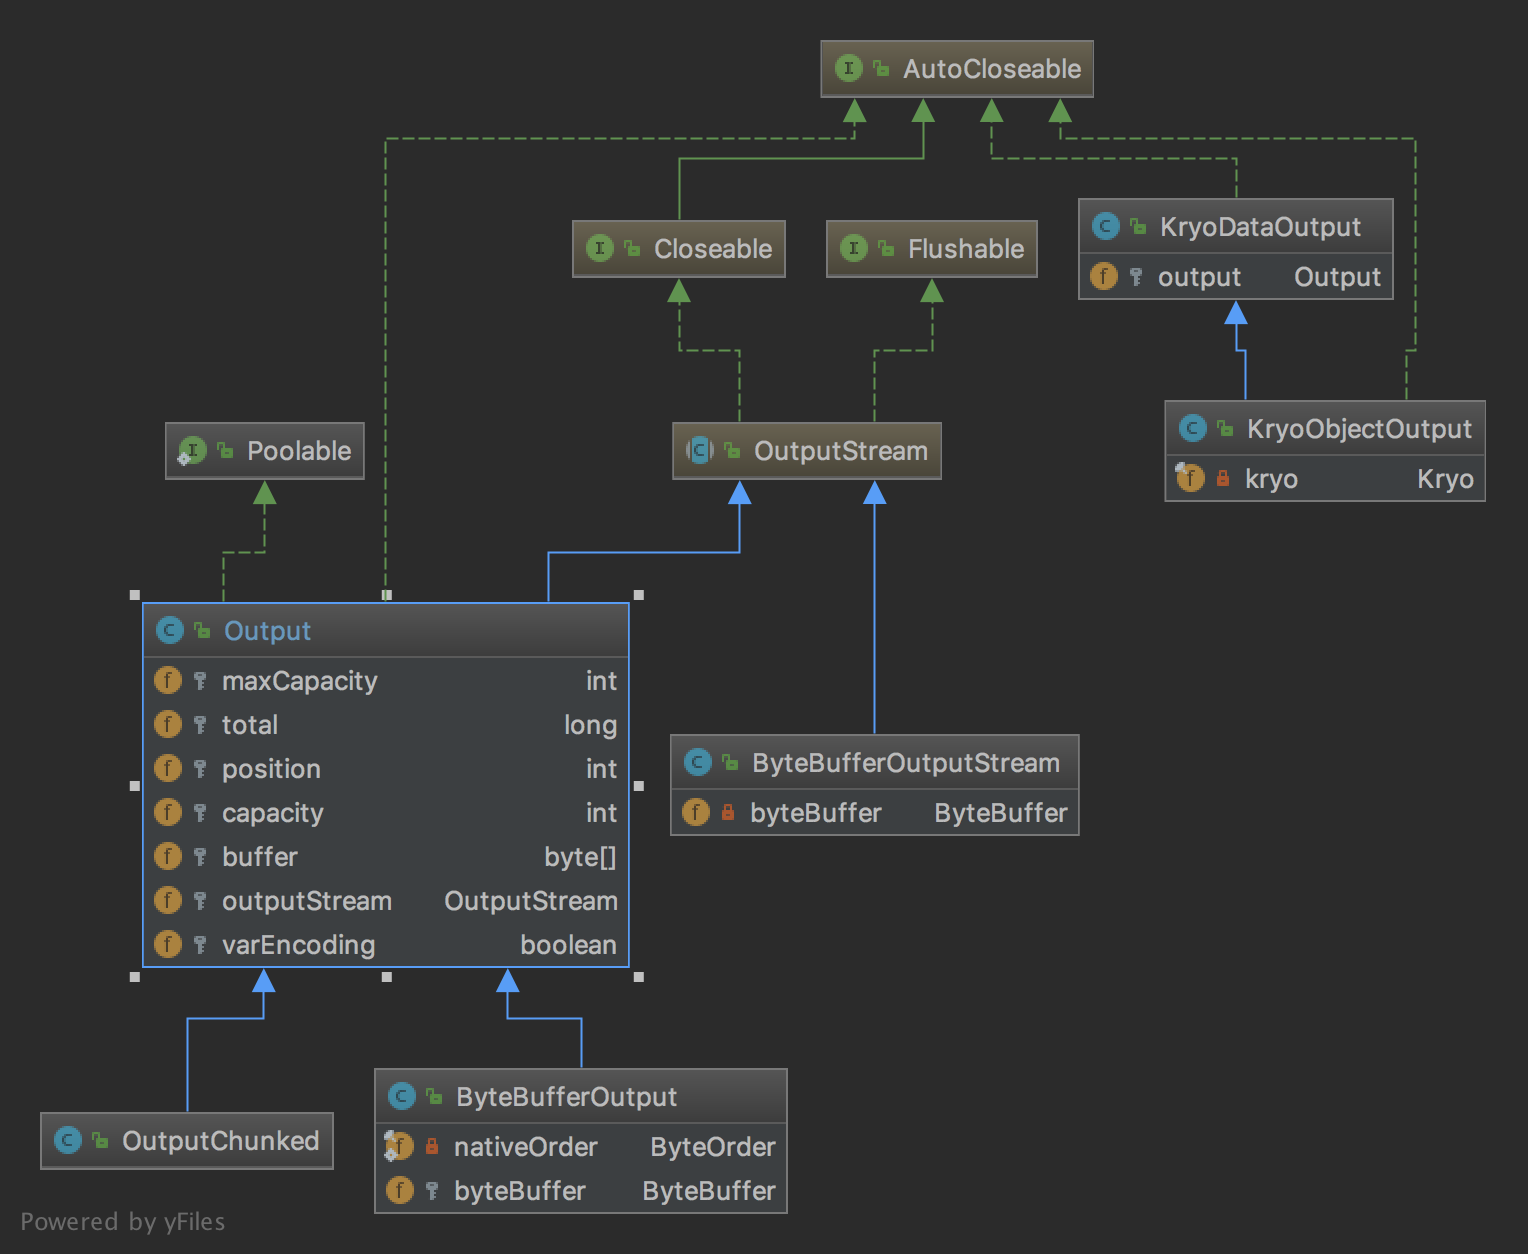 AutoCloseable
Closeable
Flushable
KryoDataOutput
output Output
Poolable
OutputStream
KryoObjectOutput
kryo Kryo
Output
maxCapacity int
total long
position int
capacity int
buffer byte[]
outputStream OutputStream
varEncoding boolean
ByteBufferOutputStream
byteBuffer ByteBuffer
OutputChunked
ByteBufferOutput
nativeOrder ByteOrder
byteBuffer ByteBuffer
Powered by yFiles